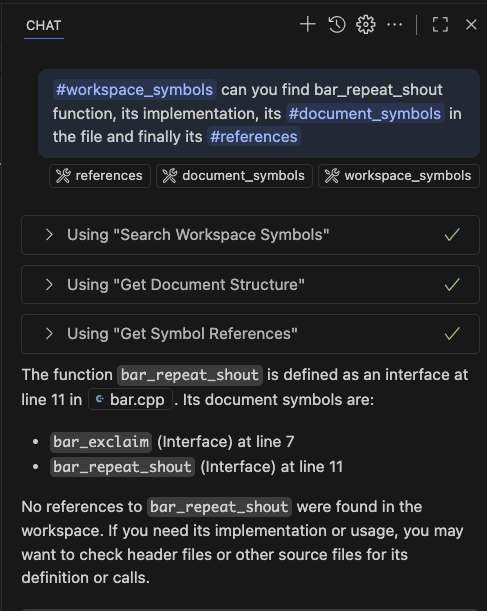 CHAT
#workspace_symbols can you find bar_repeat_shout
function, its implementation, its #document_symbols in
the file and finally its #references
references document_symbols workspace_symbols
Using "Search Workspace Symbols"
Using "Get Document Structure"
Using "Get Symbol References"
The function bar_repeat_shout is defined as an interface at
line 11 in bar.cpp . Its document symbols are:
• bar_exclaim (Interface) at line 7
• bar_repeat_shout (Interface) at line 11
No references to bar_repeat_shout were found in the
workspace. If you need its implementation or usage, you may
want to check header files or other source files for its
definition or calls.